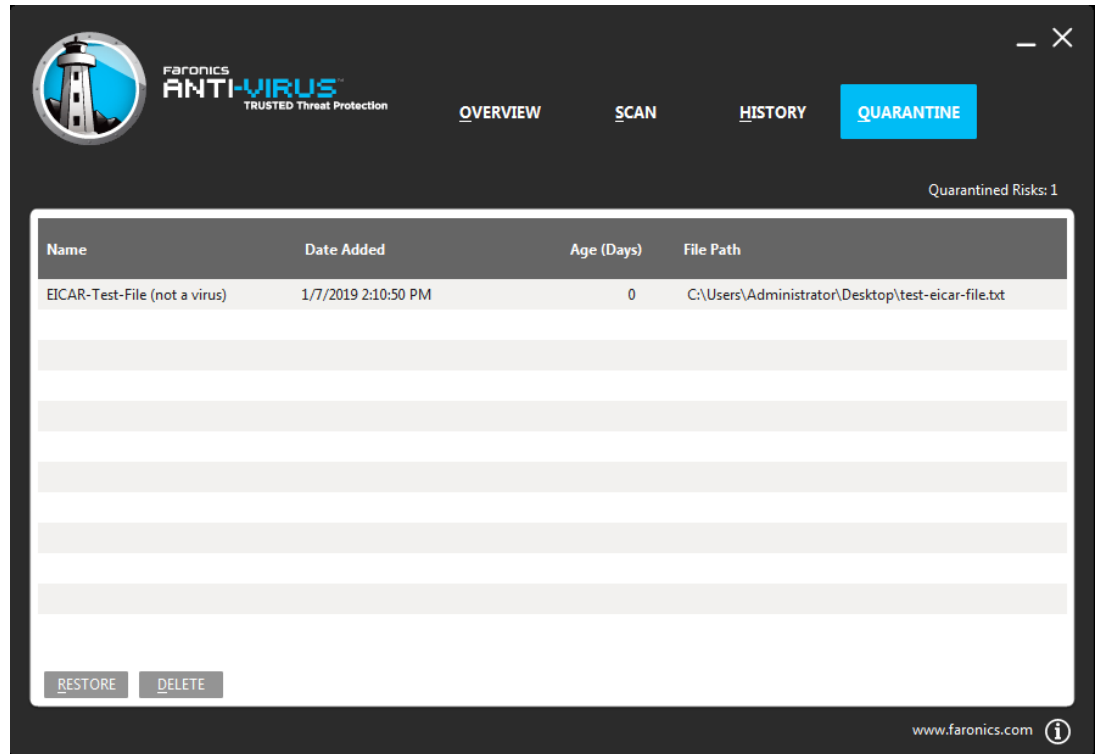 Faronics
ANTI-VIRUS™
TRUSTED Threat Protection
OVERVIEW SCAN HISTORY QUARANTINE
Quarantined Risks: 1
Name Date Added Age (Days) File Path
EICAR-Test-File (not a virus) 1/7/2019 2:10:50 PM 0 C:\Users\Administrator\Desktop\test-eicar-file.txt
RESTORE DELETE
www.faronics.com